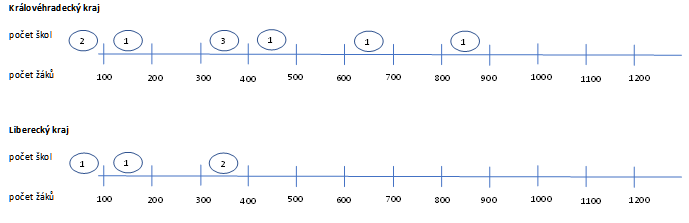 Královéhradecký kraj
počet škol 2 1 3 1 1 1
počet žáků 100 200 300 400 500 600 700 800 900 1000 1100 1200
Liberecký kraj
počet škol 1 1 2
počet žáků 100 200 300 400 500 600 700 800 900 1000 1100 1200